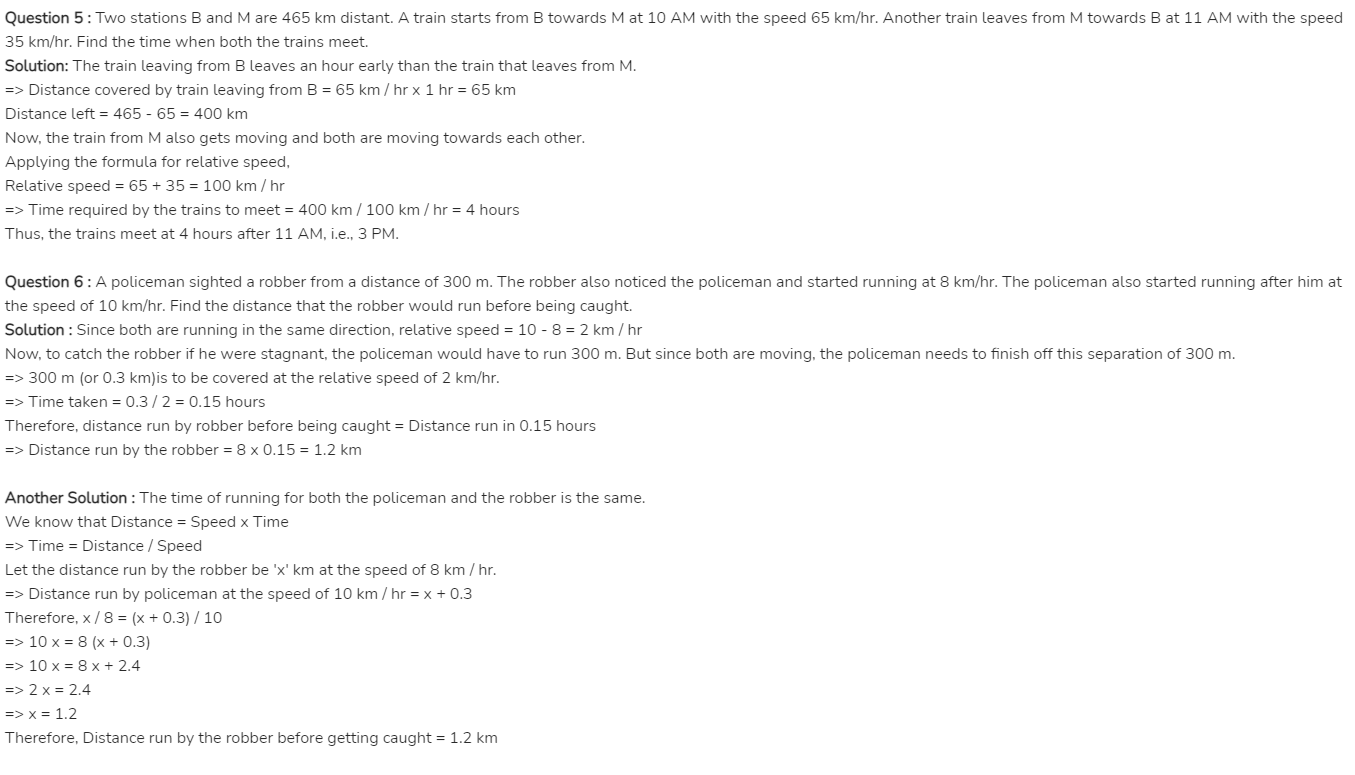 Question 5 : Two stations B and M are 465 km distant. A train starts from B towards M at 10 AM with the speed 65 km/hr. Another train leaves from M towards B at 11 AM with the speed
35 km/hr. Find the time when both the trains meet.
Solution: The train leaving from B leaves an hour early than the train that leaves from M.
=> Distance covered by train leaving from B = 65 km / hr x 1 hr = 65 km
Distance left = 465 - 65 = 400 km
Now, the train from M also gets moving and both are moving towards each other.
Applying the formula for relative speed,
Relative speed = 65 + 35 = 100 km / hr
=> Time required by the trains to meet = 400 km / 100 km / hr = 4 hours
Thus, the trains meet at 4 hours after 11 AM, i.e., 3 PM.
Question 6 : A policeman sighted a robber from a distance of 300 m. The robber also noticed the policeman and started running at 8 km/hr. The policeman also started running after him at
the speed of 10 km/hr. Find the distance that the robber would run before being caught.
Solution : Since both are running in the same direction, relative speed = 10 - 8 = 2 km / hr
Now, to catch the robber if he were stagnant, the policeman would have to run 300 m. But since both are moving, the policeman needs to finish off this separation of 300 m.
=> 300 m (or 0.3 km)is to be covered at the relative speed of 2 km/hr.
=> Time taken = 0.3 / 2 = 0.15 hours
Therefore, distance run by robber before being caught = Distance run in 0.15 hours
=> Distance run by the robber = 8 x 0.15 = 1.2 km
Another Solution : The time of running for both the policeman and the robber is the same.
We know that Distance = Speed x Time
=> Time = Distance / Speed
Let the distance run by the robber be 'x' km at the speed of 8 km / hr.
=> Distance run by policeman at the speed of 10 km / hr = x + 0.3
Therefore, x / 8 = (x + 0.3) / 10
=> 10 x = 8 (x + 0.3)
=> 10 x = 8 x + 2.4
=> 2 x = 2.4
=> x = 1.2
Therefore, Distance run by the robber before getting caught = 1.2 km